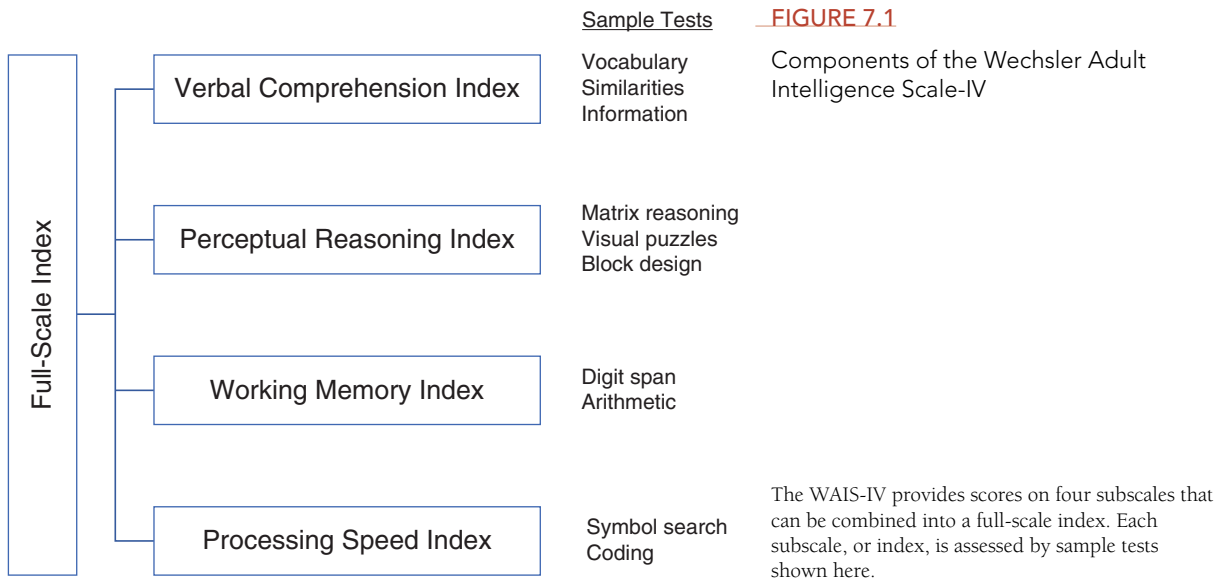 Sample Tests
FIGURE 7.1
Components of the Wechsler Adult
Intelligence Scale-IV
Full-Scale Index
Verbal Comprehension Index
Vocabulary
Similarities
Information
Perceptual Reasoning Index
Matrix reasoning
Visual puzzles
Block design
Working Memory Index
Digit span
Arithmetic
Processing Speed Index
Symbol search
Coding
The WAIS-IV provides scores on four subscales that
can be combined into a full-scale index. Each
subscale, or index, is assessed by sample tests
shown here.